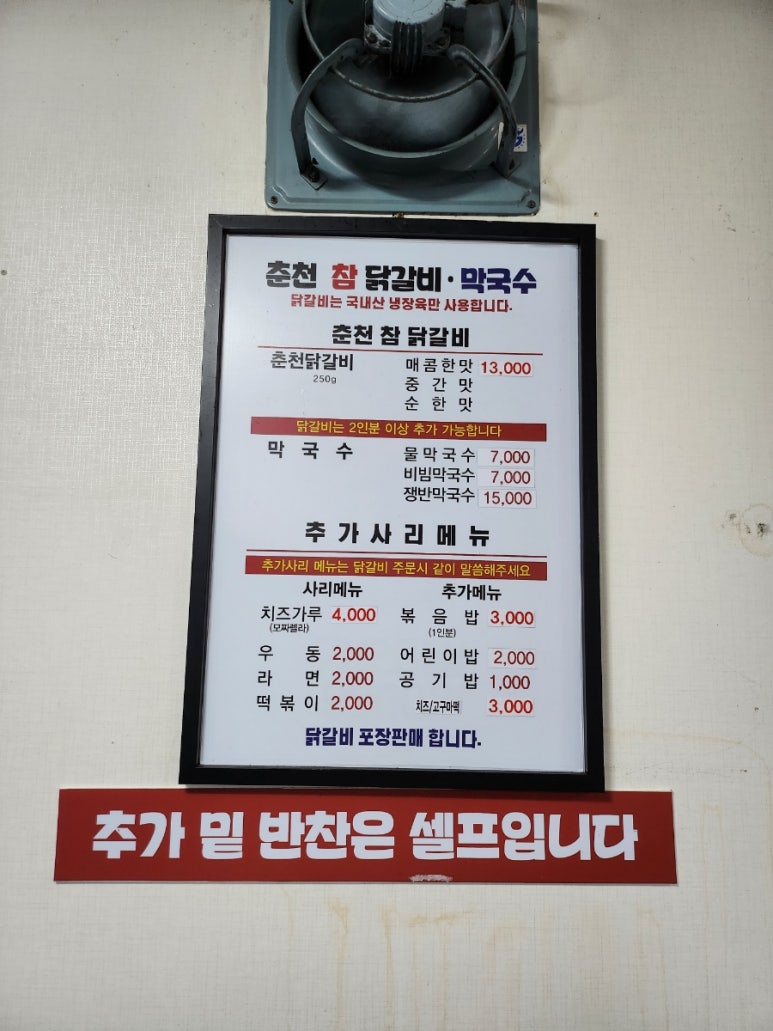 춘천 참 닭갈비·막국수
닭갈비는 국내산 냉장육만 사용합니다.
춘천 참 닭갈비
춘천닭갈비 매콤한맛 13,000
250g 중간맛
순한맛
닭갈비는 2인분 이상 추가 가능합니다
막국수 물막국수 7,000
비빔막국수 7,000
쟁반막국수 15,000
추가사리메뉴
추가사리 메뉴는 닭갈비 주문시 같이 말씀해주세요
사리메뉴 추가메뉴
치즈가루 4,000 볶음밥 3,000
(모짜렐라) (1인분)
우동 2,000 어린이밥 2,000
라면 2,000 공기밥 1,000
떡볶이 2,000 치즈/고구마떡 3,000
닭갈비 포장판매 합니다.
추가 밑 반찬은 셀프입니다